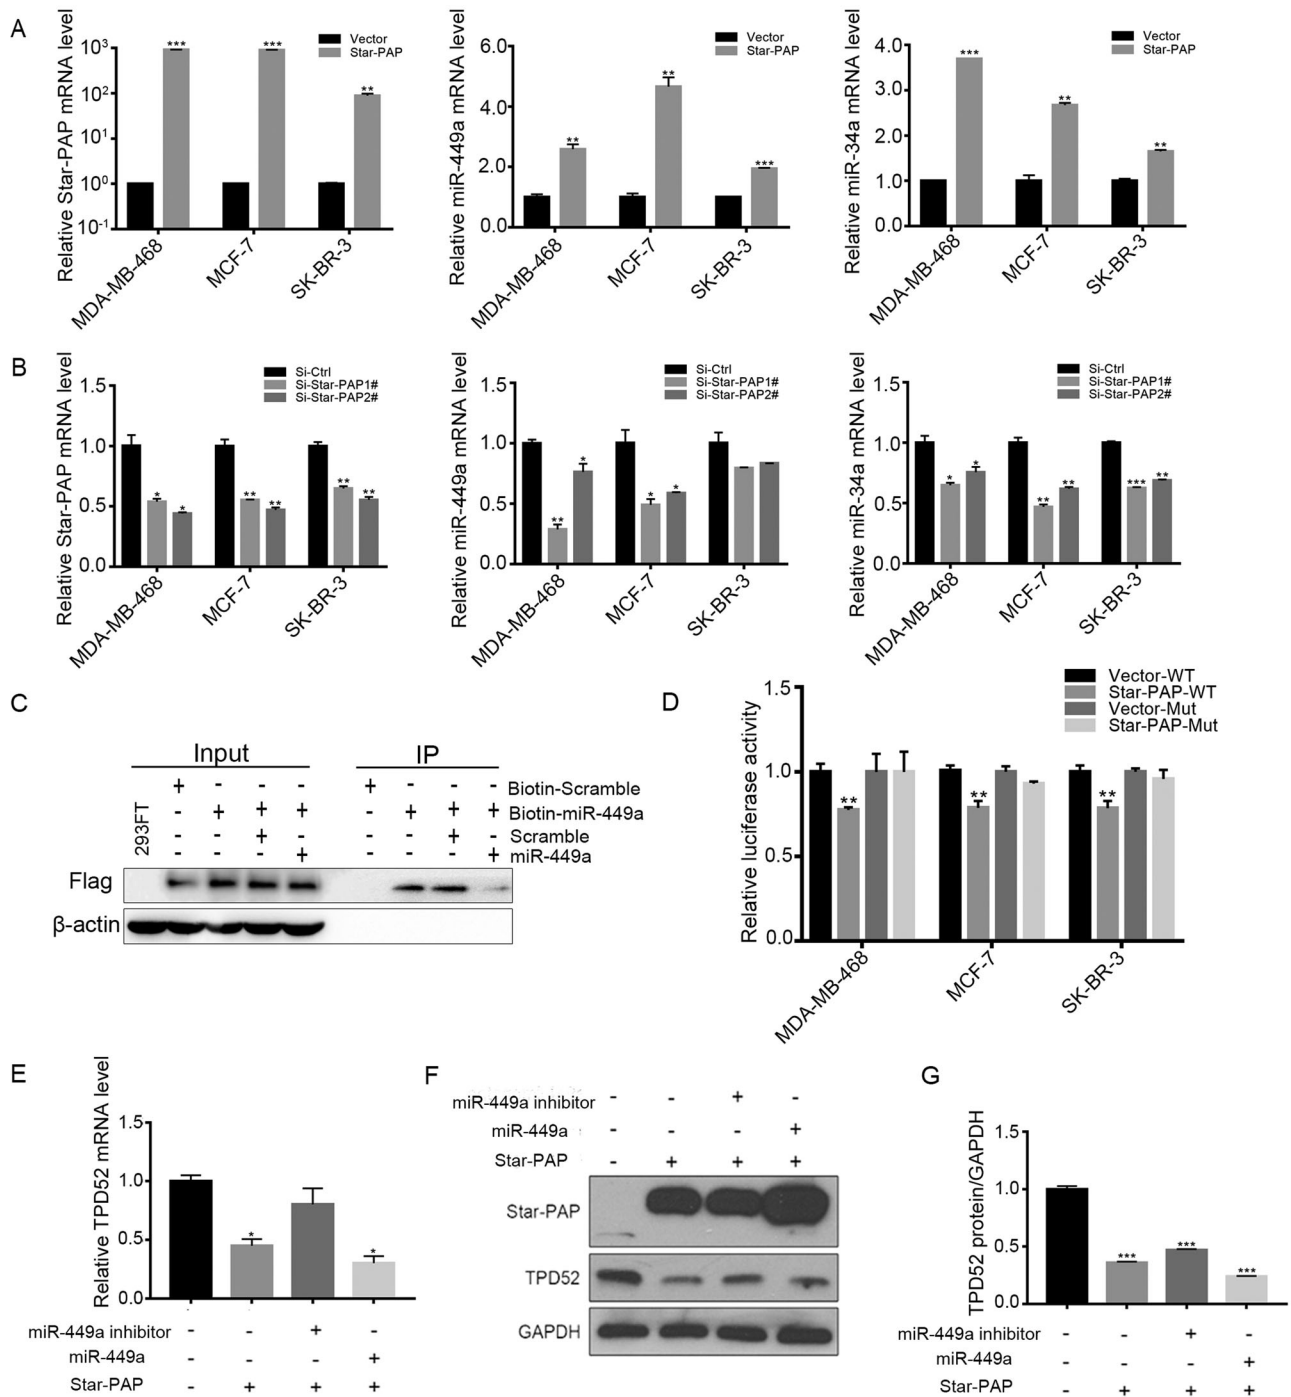 A
Relative Star-PAP mRNA level
10³
10²
10¹
10⁰
10⁻¹
Vector
Star-PAP
*** *** **
MDA-MB-468
MCF-7
SK-BR-3
Relative miR-449a mRNA level
6.0
4.0
2.0
0.0
Vector
Star-PAP
** ** ***
MDA-MB-468
MCF-7
SK-BR-3
Relative miR-34a mRNA level
4.0
3.0
2.0
1.0
0.0
Vector
Star-PAP
*** ** **
MDA-MB-468
MCF-7
SK-BR-3
B
Relative Star-PAP mRNA level
1.5
1.0
0.5
0.0
Si-Ctrl
Si-Star-PAP1#
Si-Star-PAP2#
* * ** ** ** **
MDA-MB-468
MCF-7
SK-BR-3
Relative miR-449a mRNA level
1.5
1.0
0.5
0.0
Si-Ctrl
Si-Star-PAP1#
Si-Star-PAP2#
** * * *
MDA-MB-468
MCF-7
SK-BR-3
Relative miR-34a mRNA level
1.5
1.0
0.5
0.0
Si-Ctrl
Si-Star-PAP1#
Si-Star-PAP2#
* * ** ** *** **
MDA-MB-468
MCF-7
SK-BR-3
C
Input IP
293FT
+ - - - + - - - Biotin-Scramble
- + + + - + + + Biotin-miR-449a
- - + - - - + - Scramble
- - - + - - - + miR-449a
Flag
β-actin
D
Relative luciferase activity
1.5
1.0
0.5
0.0
Vector-WT
Star-PAP-WT
Vector-Mut
Star-PAP-Mut
** ** **
MDA-MB-468
MCF-7
SK-BR-3
E
Relative TPD52 mRNA level
1.5
1.0
0.5
0.0
* *
miR-449a inhibitor - - + -
miR-449a - - - +
Star-PAP - + + +
F
miR-449a inhibitor - - + -
miR-449a - - - +
Star-PAP - + + +
Star-PAP
TPD52
GAPDH
G
TPD52 protein/GAPDH
1.5
1.0
0.5
0.0
*** *** ***
miR-449a inhibitor - - + -
miR-449a - - - +
Star-PAP - + + +